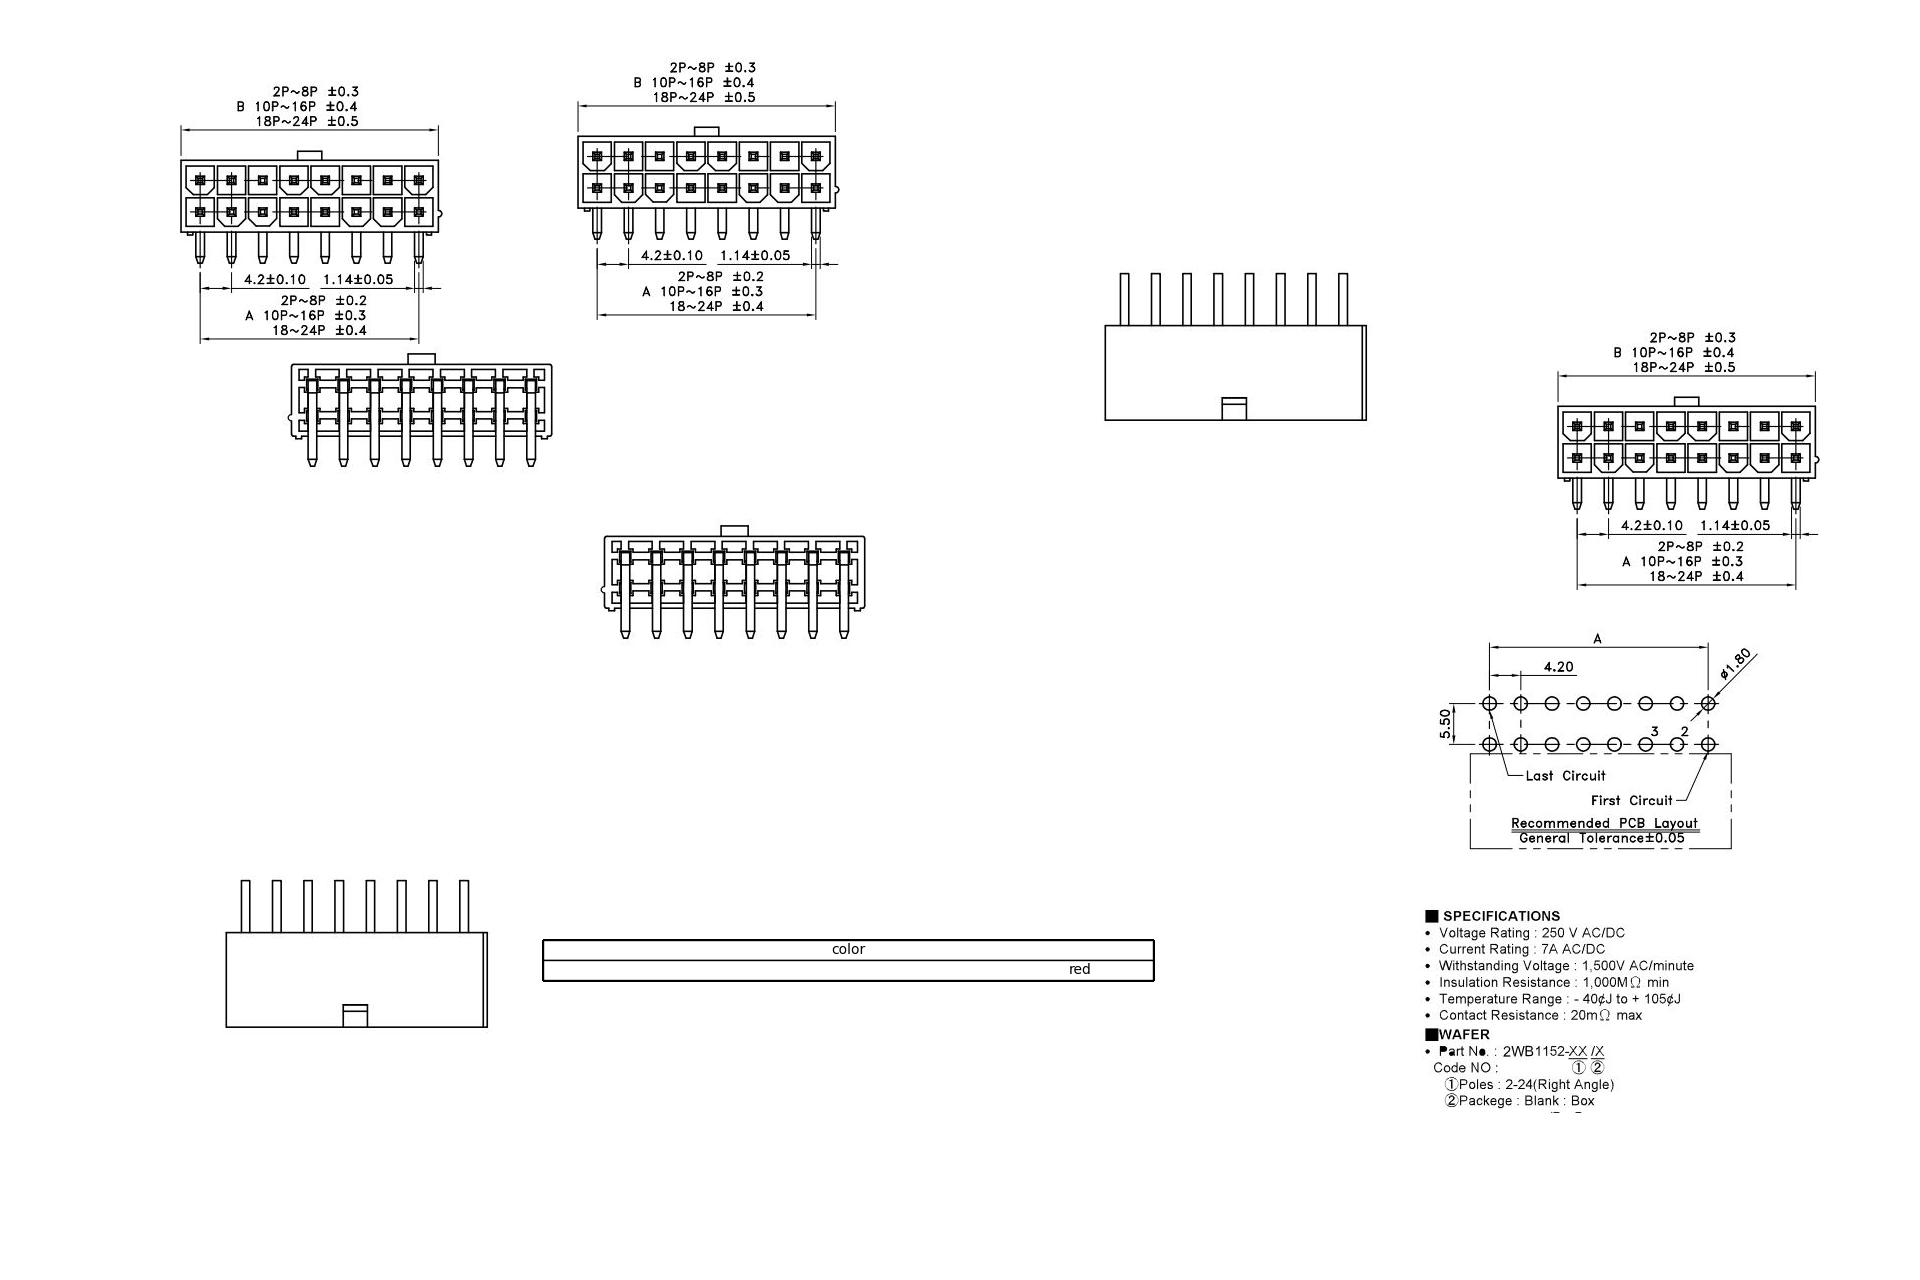 2P~8P ±0.3
B 10P~16P ±0.4
18P~24P ±0.5
4.2±0.10 1.14±0.05
2P~8P ±0.2
A 10P~16P ±0.3
18~24P ±0.4
2P~8P ±0.3
B 10P~16P ±0.4
18P~24P ±0.5
4.2±0.10 1.14±0.05
2P~8P ±0.2
A 10P~16P ±0.3
18~24P ±0.4
2P~8P ±0.3
B 10P~16P ±0.4
18P~24P ±0.5
4.2±0.10 1.14±0.05
2P~8P ±0.2
A 10P~16P ±0.3
18~24P ±0.4
A
4.20
ø1.80
5.50
3 2
Last Circuit
First Circuit
Recommended PCB Layout
General Tolerance±0.05
color
red
■ SPECIFICATIONS
• Voltage Rating : 250 V AC/DC
• Current Rating : 7A AC/DC
• Withstanding Voltage : 1,500V AC/minute
• Insulation Resistance : 1,000MΩ min
• Temperature Range : - 40¢J to + 105¢J
• Contact Resistance : 20mΩ max
■WAFER
• Part No. : 2WB1152-XX /X
Code NO : ① ②
①Poles : 2-24(Right Angle)
②Packege : Blank : Box